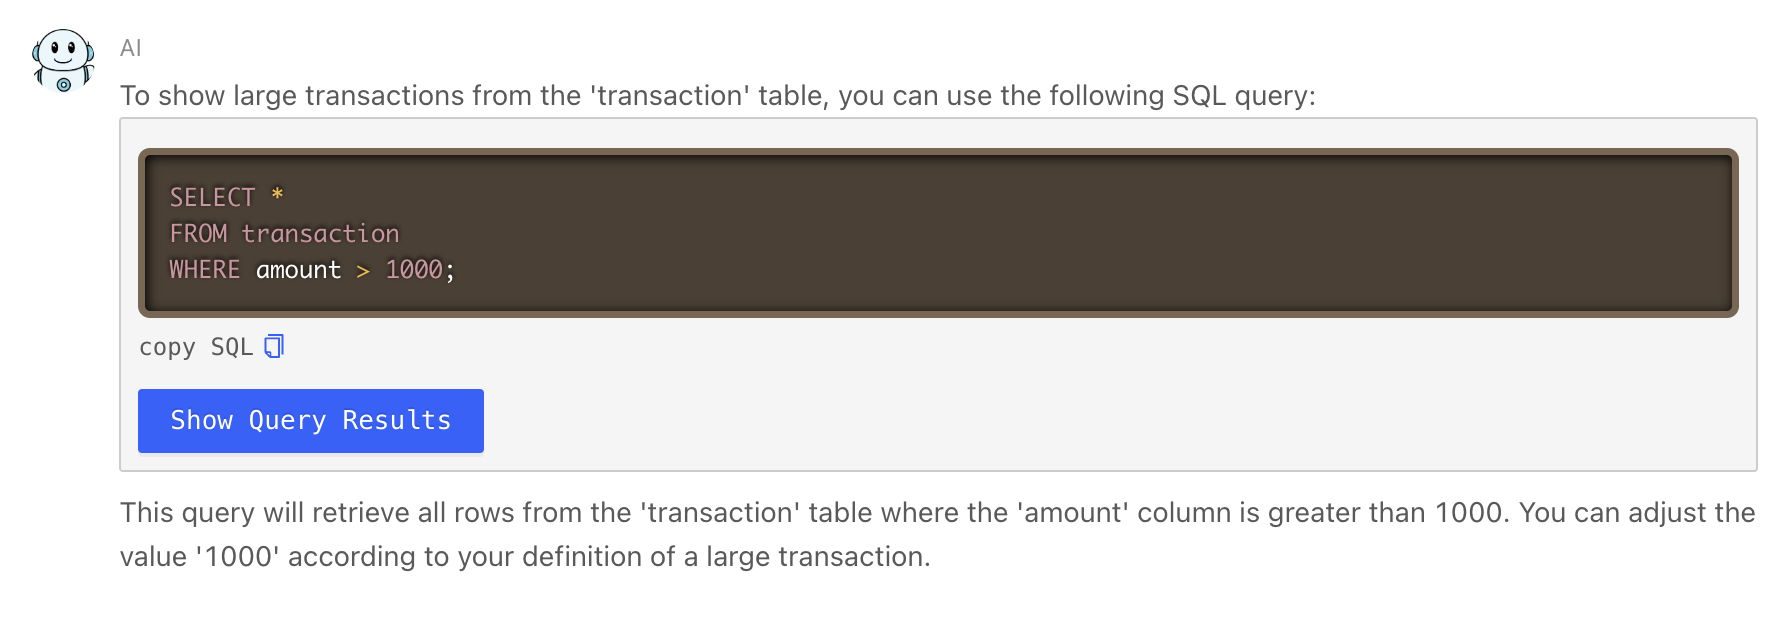 AI
To show large transactions from the 'transaction' table, you can use the following SQL query:
SELECT *
FROM transaction
WHERE amount > 1000;
copy SQL
Show Query Results
This query will retrieve all rows from the 'transaction' table where the 'amount' column is greater than 1000. You can adjust the
value '1000' according to your definition of a large transaction.